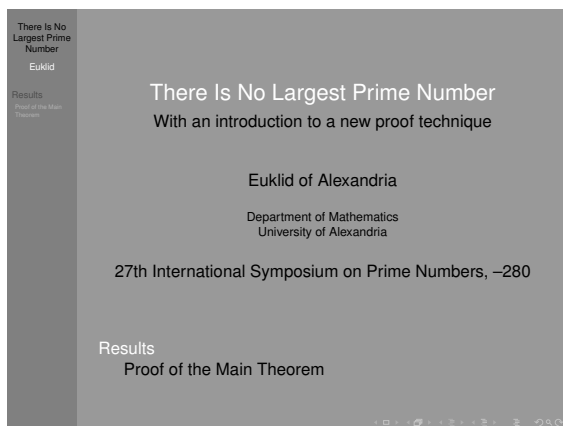 There Is No
Largest Prime
Number
Euklid
Results
Proof of the Main
Theorem
There Is No Largest Prime Number
With an introduction to a new proof technique
Euklid of Alexandria
Department of Mathematics
University of Alexandria
27th International Symposium on Prime Numbers, –280
Results
Proof of the Main Theorem